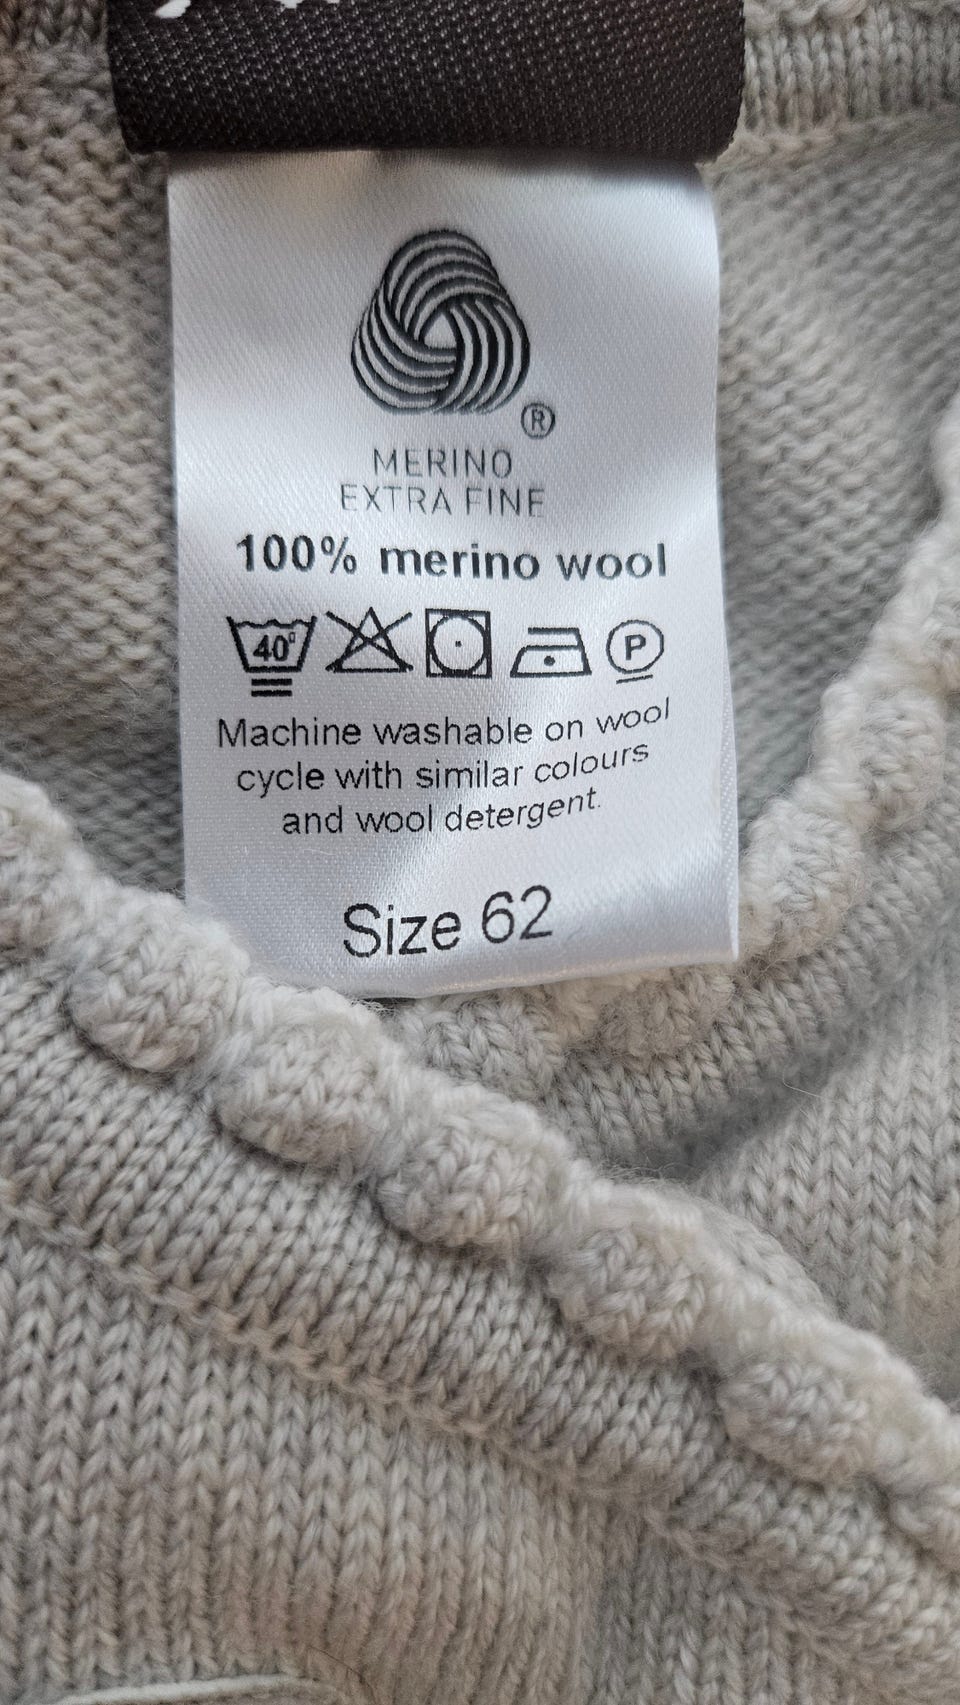 ®
MERINO
EXTRA FINE
100% merino wool
40° P
Machine washable on wool
cycle with similar colours
and wool detergent.
Size 62